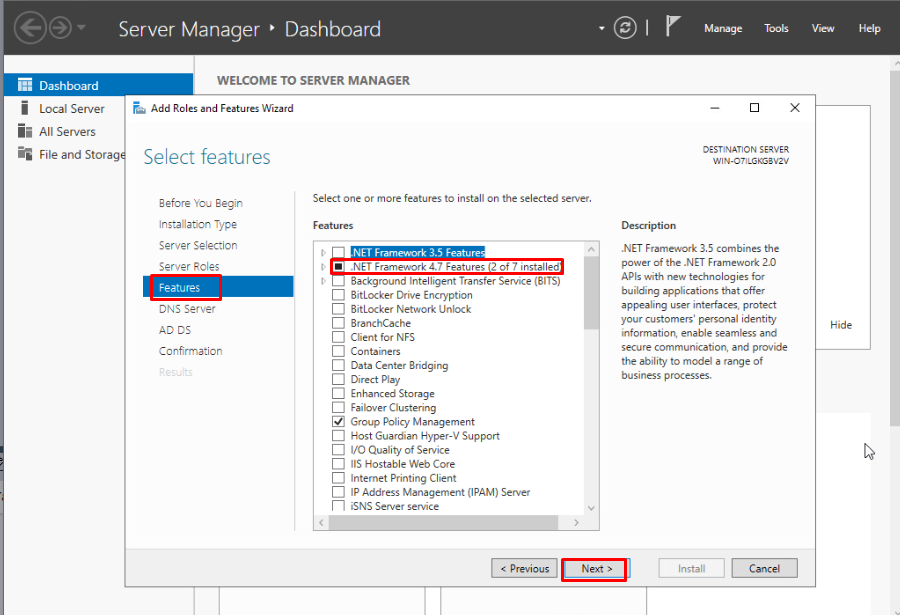 Server Manager ‣ Dashboard
Manage Tools View Help
Dashboard
Local Server
All Servers
File and Storage
WELCOME TO SERVER MANAGER
Add Roles and Features Wizard
Select features
DESTINATION SERVER
WIN-O7ILGKGBV2V
Before You Begin
Installation Type
Server Selection
Server Roles
Features
DNS Server
AD DS
Confirmation
Results
Select one or more features to install on the selected server.
Features
.NET Framework 3.5 Features
.NET Framework 4.7 Features (2 of 7 installed)
Background Intelligent Transfer Service (BITS)
BitLocker Drive Encryption
BitLocker Network Unlock
BranchCache
Client for NFS
Containers
Data Center Bridging
Direct Play
Enhanced Storage
Failover Clustering
Group Policy Management
Host Guardian Hyper-V Support
I/O Quality of Service
IIS Hostable Web Core
Internet Printing Client
IP Address Management (IPAM) Server
iSNS Server service
Description
.NET Framework 3.5 combines the
power of the .NET Framework 2.0
APIs with new technologies for
building applications that offer
appealing user interfaces, protect
your customers' personal identity
information, enable seamless and
secure communication, and provide
the ability to model a range of
business processes.
Hide
< Previous
Next >
Install
Cancel